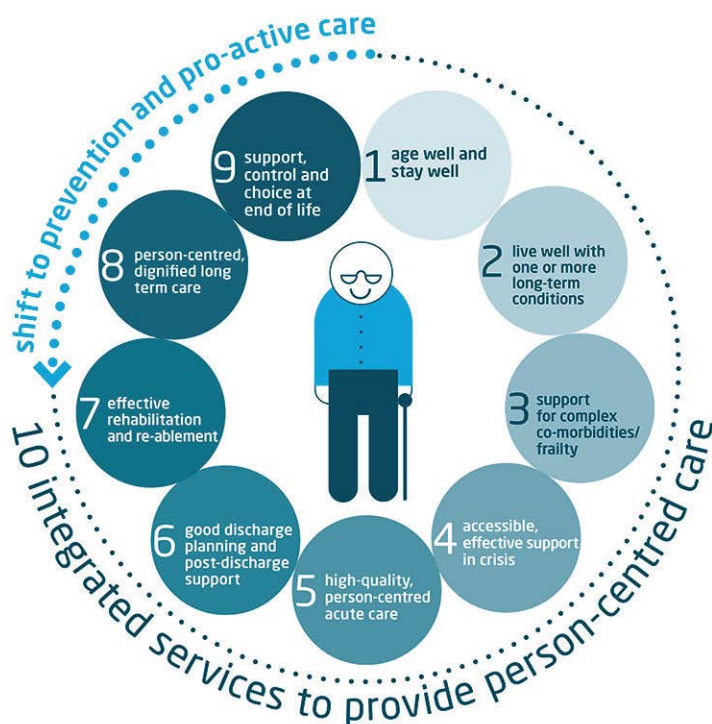 shift to prevention and pro-active care
1
age well and
stay well
2
live well with
one or more
long-term
conditions
3
support
for complex
co-morbidities/
frailty
4
accessible,
effective support
in crisis
5
high-quality,
person-centred
acute care
6
good discharge
planning and
post-discharge
support
7
effective
rehabilitation
and re-ablement
8
person-centred,
dignified long
term care
9
support,
control and
choice at
end of life
10 integrated services to provide person-centred care